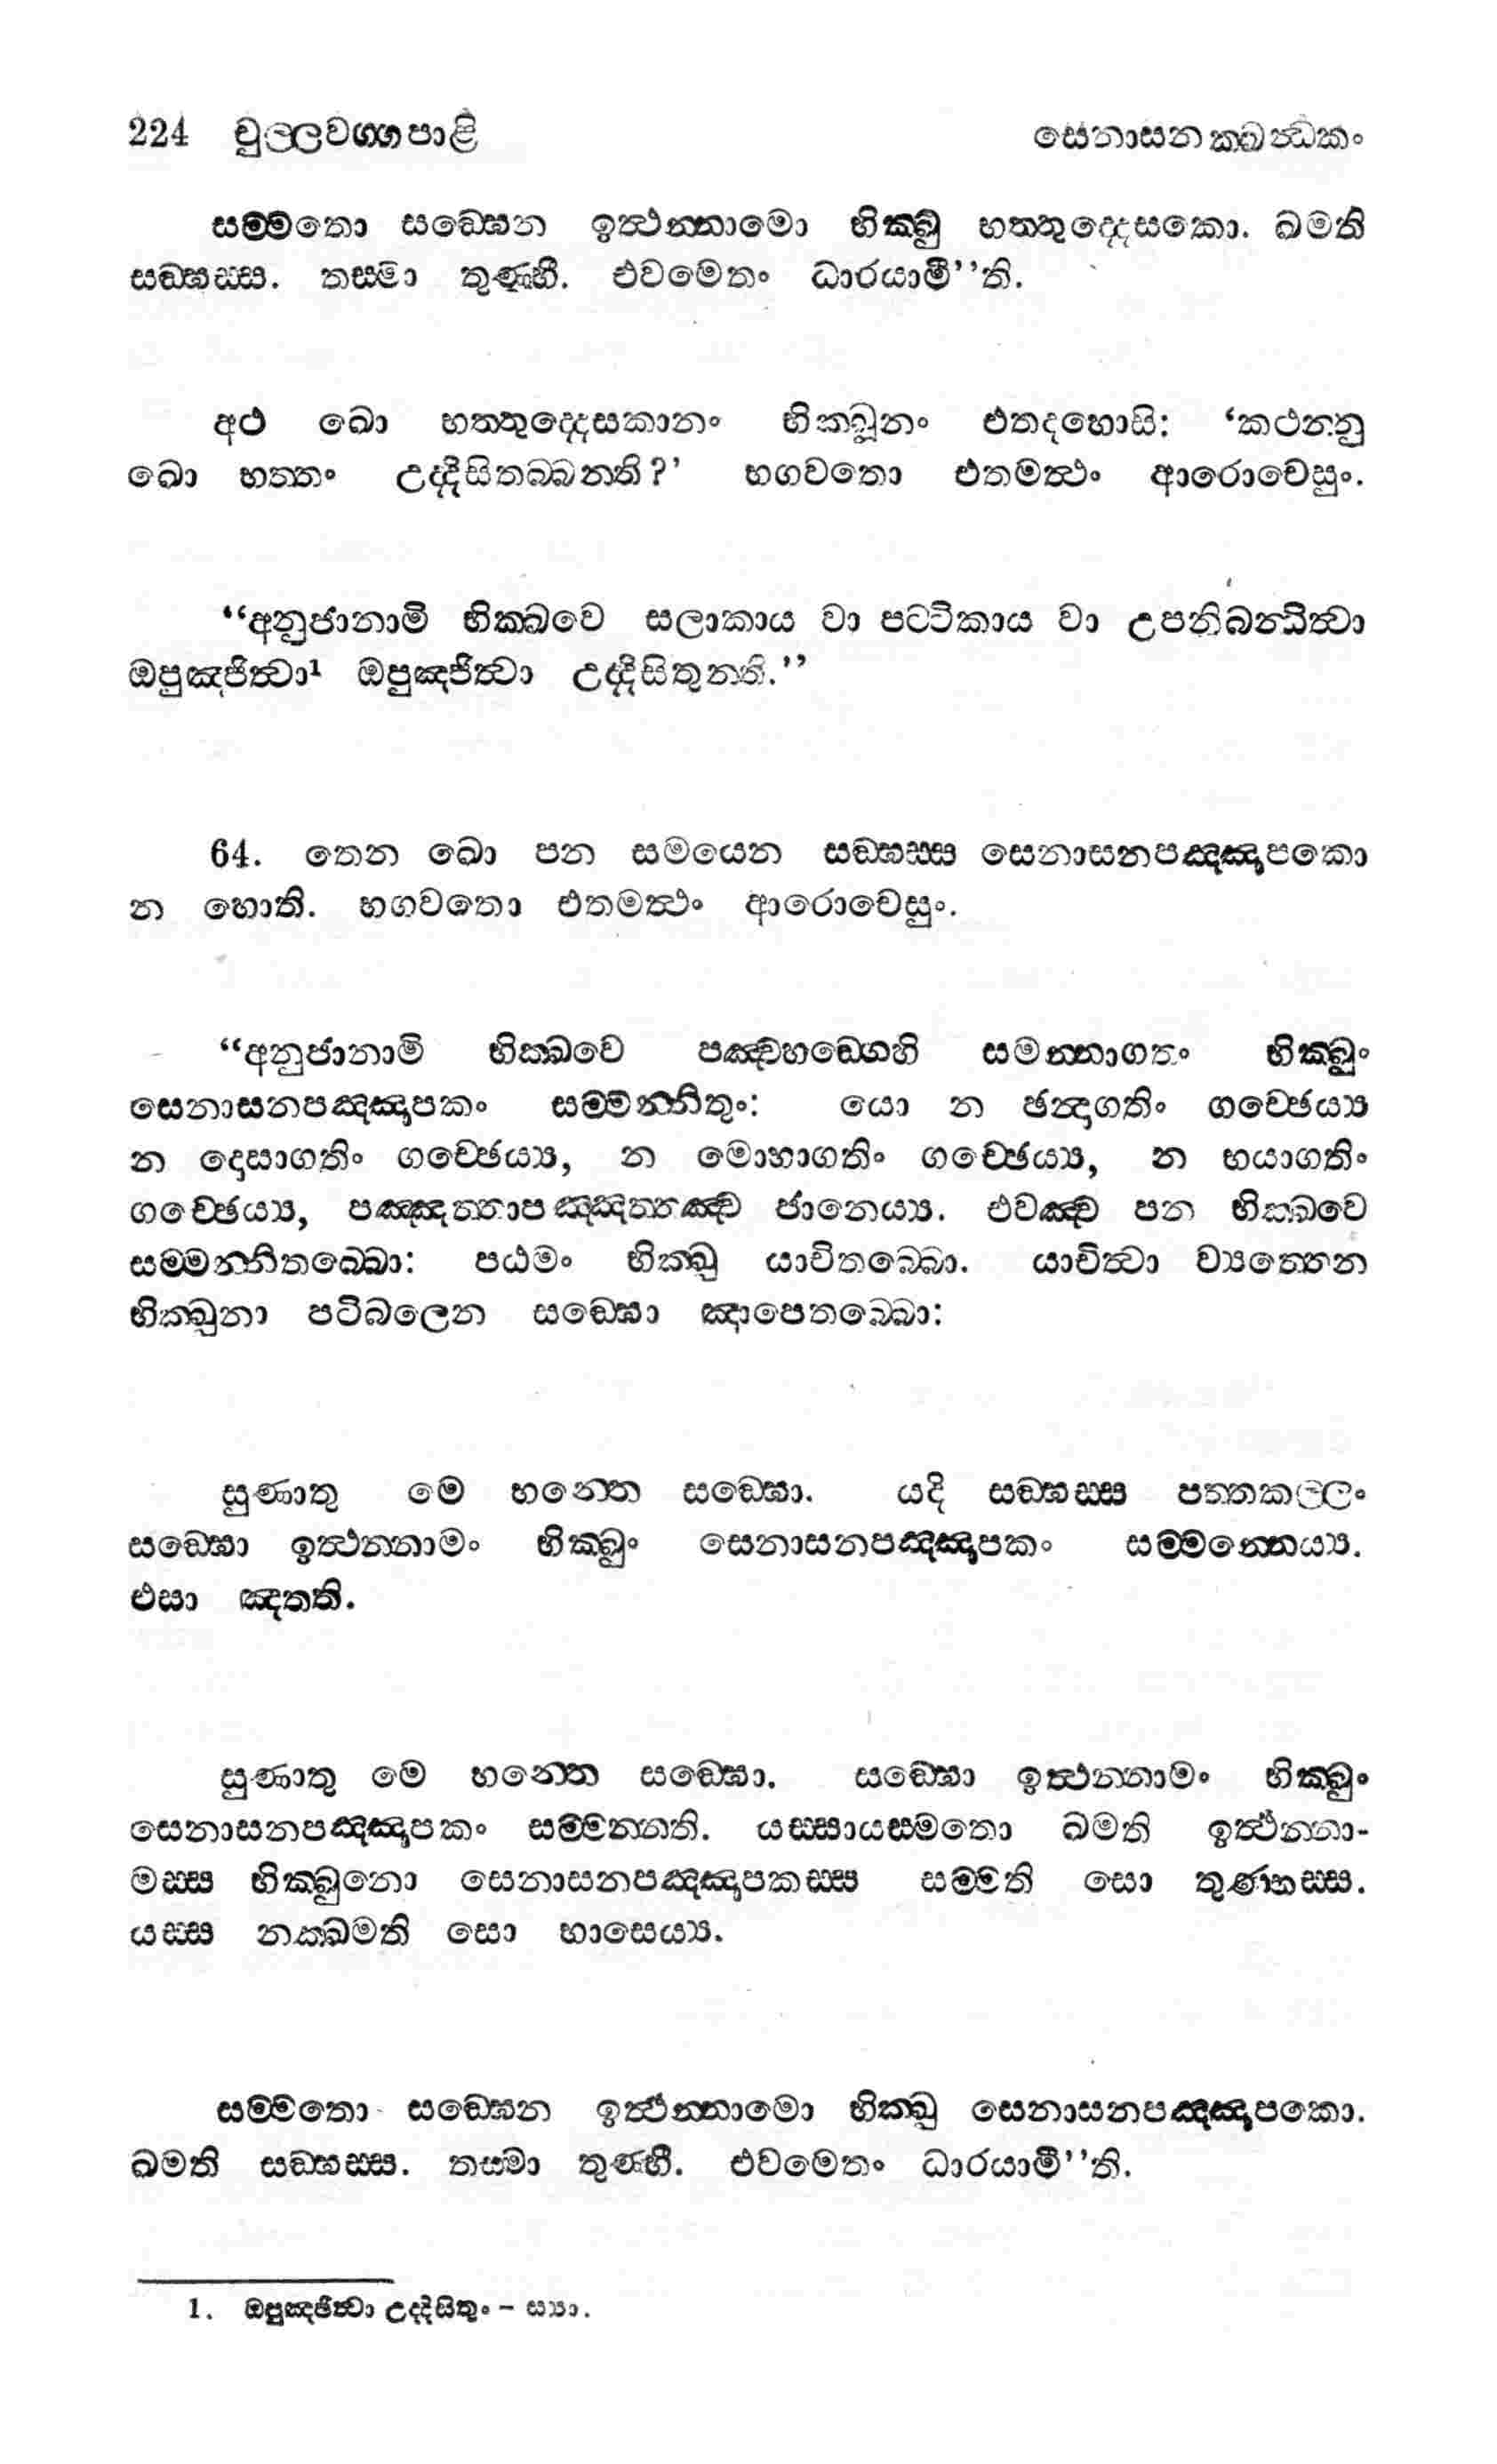 224 චුල්ලවග්ගපාළි සෙනාසනක්ඛන්ධකං
සම්මතො සඞ්ඝෙන ඉත්ථන්නාමො භික්ඛු භත්තුද්දෙසකො. ඛමති
සඞ්ඝස්ස. තස්මා තුණ්හී. එවමෙතං ධාරයාමී’’ති.
අථ ඛො භත්තුද්දෙසකානං භික්ඛූනං එතදහොසි: ‘කථන්නු
ඛො භත්තං උද්දිසිතබ්බන්ති?’ භගවතො එතමත්ථං ආරොචෙසුං.
‘‘අනුජානාමි භික්ඛවෙ සලාකාය වා පට්ටිකාය වා උපනිබන්ධිත්වා
ඔපුඤ්ජිත්වා¹ ඔපුඤ්ජිත්වා උද්දිසිතුන්ති.’’
64. තෙන ඛො පන සමයෙන සඞ්ඝස්ස සෙනාසනපඤ්ඤාපකො
න හොති. භගවතො එතමත්ථං ආරොචෙසුං.
‘‘අනුජානාමි භික්ඛවෙ පඤ්චහඞ්ගෙහි සමන්නාගතං භික්ඛුං
සෙනාසනපඤ්ඤාපකං සම්මන්නිතුං: යො න ඡන්දාගතිං ගච්ඡෙය්‍ය
න දොසාගතිං ගච්ඡෙය්‍ය, න මොහාගතිං ගච්ඡෙය්‍ය, න භයාගතිං
ගච්ඡෙය්‍ය, පඤ්ඤත්තාපඤ්ඤත්තඤ්ච ජානෙය්‍ය. එවඤ්ච පන භික්ඛවෙ
සම්මන්නිතබ්බො: පඨමං භික්ඛු යාචිතබ්බො. යාචිත්වා ව්‍යත්තෙන
භික්ඛුනා පටිබලෙන සඞ්ඝො ඤාපෙතබ්බො:
සුණාතු මෙ භන්තෙ සඞ්ඝො. යදි සඞ්ඝස්ස පත්තකල්ලං
සඞ්ඝො ඉත්ථන්නාමං භික්ඛුං සෙනාසනපඤ්ඤාපකං සම්මන්නෙය්‍ය.
එසා ඤත්ති.
සුණාතු මෙ භන්තෙ සඞ්ඝො. සඞ්ඝො ඉත්ථන්නාමං භික්ඛුං
සෙනාසනපඤ්ඤාපකං සම්මන්නති. යස්සායස්මතො ඛමති ඉත්ථන්නා-
මස්ස භික්ඛුනො සෙනාසනපඤ්ඤාපකස්ස සම්මති සො තුණ්හස්ස.
යස්ස නක්ඛමති සො භාසෙය්‍ය.
සම්මතො සඞ්ඝෙන ඉත්ථන්නාමො භික්ඛු සෙනාසනපඤ්ඤාපකො.
ඛමති සඞ්ඝස්ස. තස්මා තුණ්හී. එවමෙතං ධාරයාමී’’ති.
1. ඔපුඤ්ඡිත්වා උද්දිසිතුං – ස්‍යා.